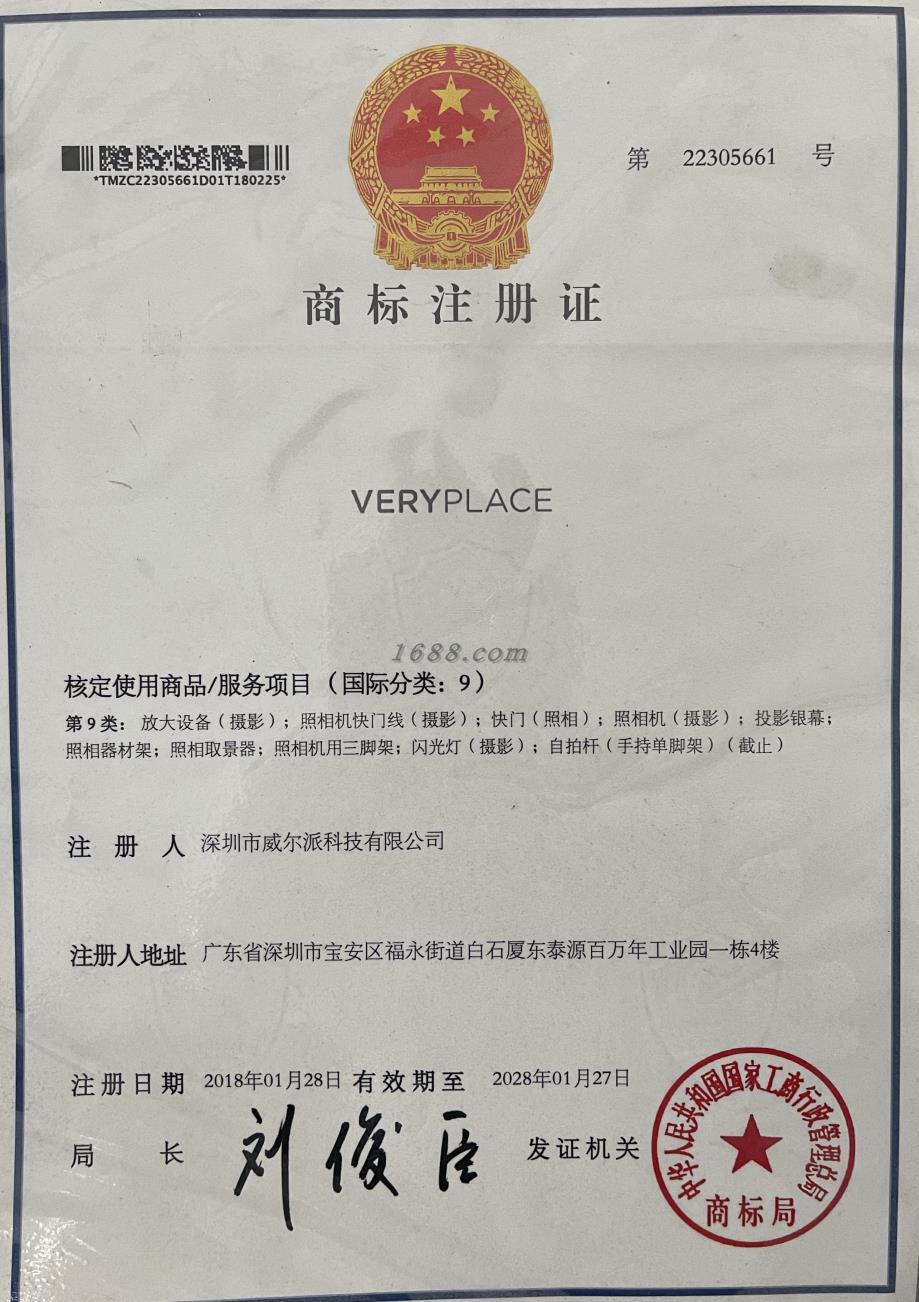 *TMZC22305661D01T180225*
第 22305661 号
商标注册证
VERYPLACE
1688.com
核定使用商品/服务项目（国际分类：9）
第9类：放大设备（摄影）；照相机快门线（摄影）；快门（照相）；照相机（摄影）；投影银幕；
照相器材架；照相取景器；照相机用三脚架；闪光灯（摄影）；自拍杆（手持单脚架）（截止）
注册人 深圳市威尔派科技有限公司
注册人地址 广东省深圳市宝安区福永街道白石厦东泰源百万年工业园一栋4楼
注册日期 2018年01月28日 有效期至 2028年01月27日
局长 刘俊臣 发证机关
中华人民共和国国家工商行政管理总局
商标局